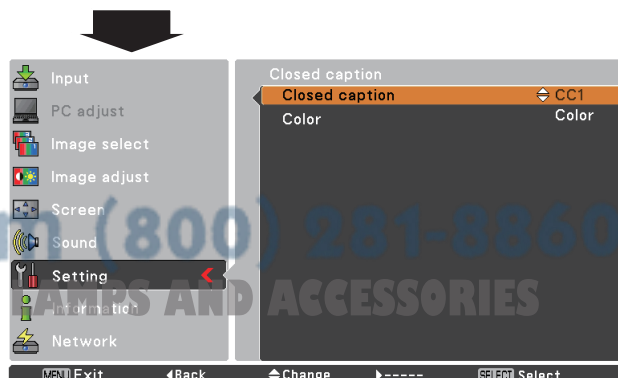 Input
PC adjust
Image select
Image adjust
Screen
Sound
Setting
Information
Network
Closed caption
Closed caption CC1
Color Color
m (800) 281-8860
LAMPS AND ACCESSORIES
MENU Exit Back Change ----- SELECT Select